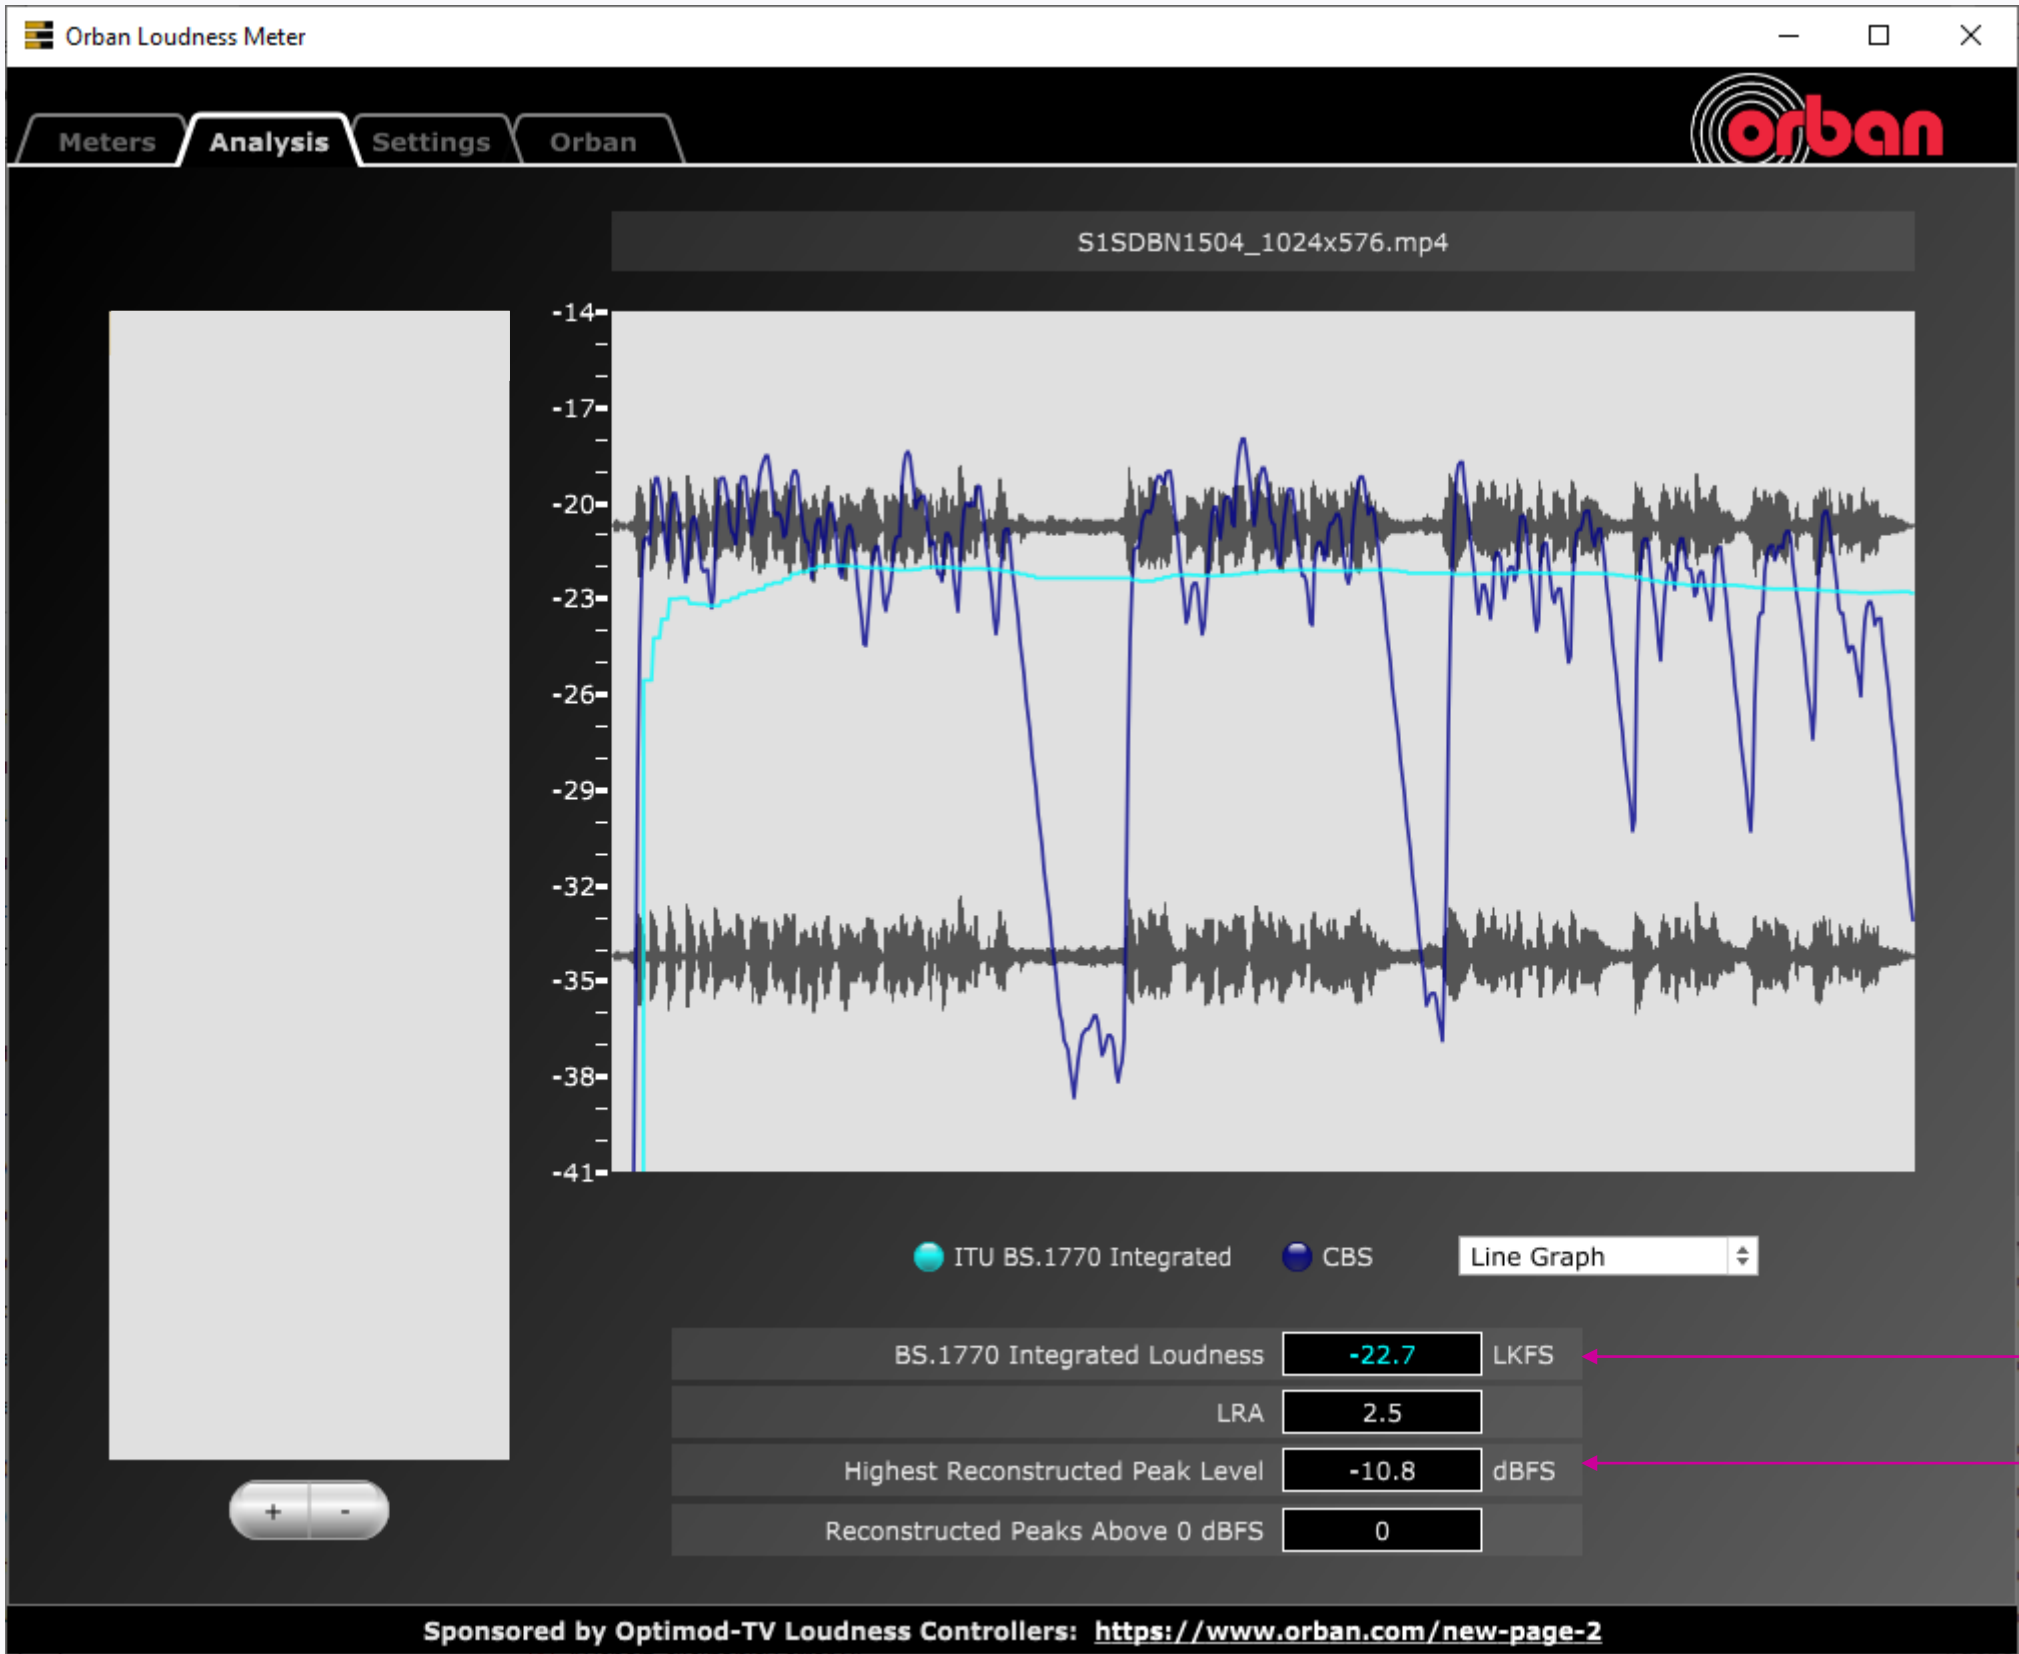 Orban Loudness Meter
orban
Meters Analysis Settings Orban
S1SDBN1504_1024x576.mp4
-14
-17
-20
-23
-26
-29
-32
-35
-38
-41
ITU BS.1770 Integrated CBS Line Graph
BS.1770 Integrated Loudness -22.7 LKFS
LRA 2.5
Highest Reconstructed Peak Level -10.8 dBFS
+ -
Reconstructed Peaks Above 0 dBFS 0
Sponsored by Optimod-TV Loudness Controllers: https://www.orban.com/new-page-2